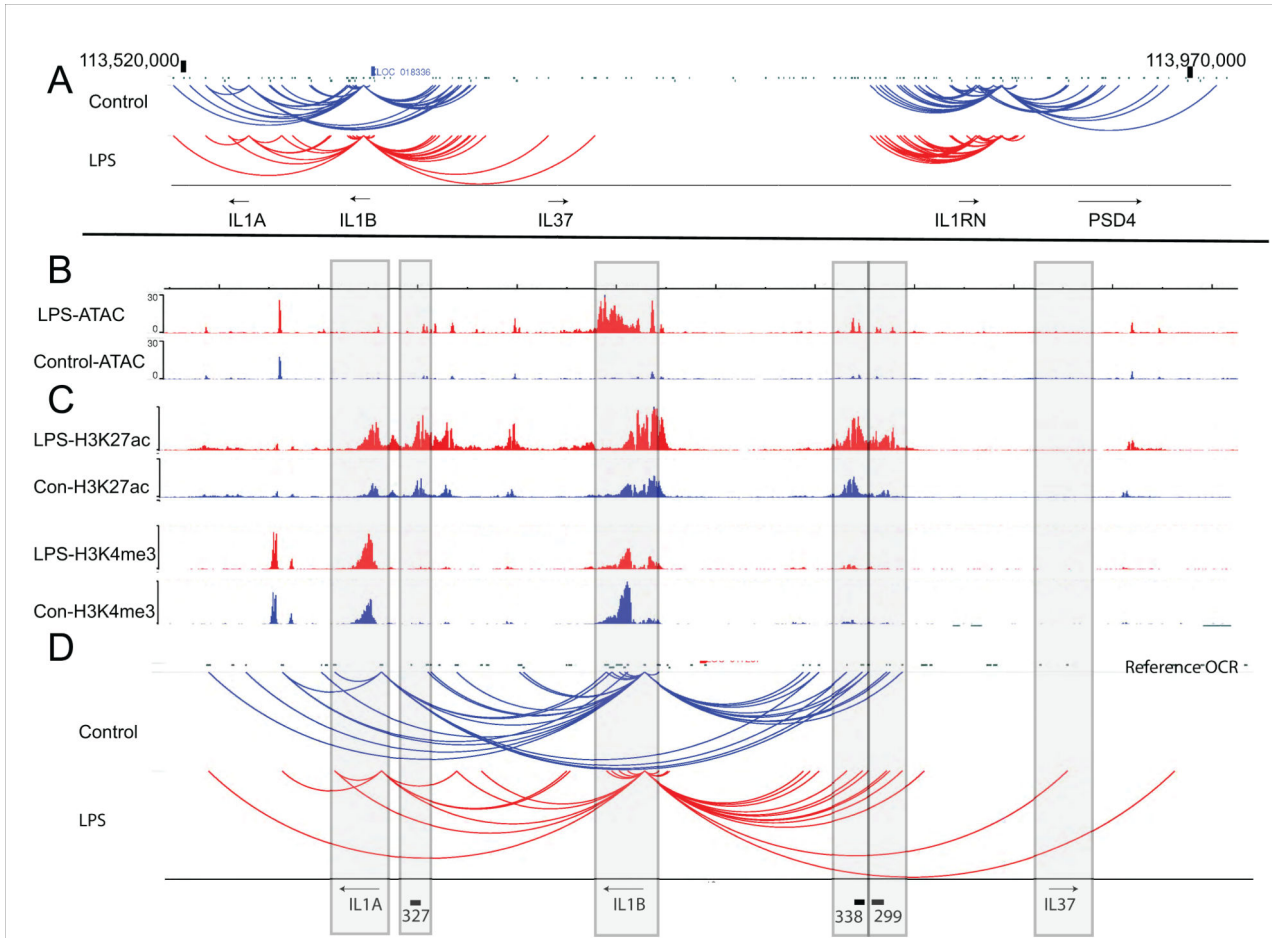 113,520,000
113,970,000
A
LOC 018336
Control
LPS
IL1A
IL1B
IL37
IL1RN
PSD4
B
LPS-ATAC
30
0
Control-ATAC
30
0
C
LPS-H3K27ac
Con-H3K27ac
LPS-H3K4me3
Con-H3K4me3
D
Reference OCR
Control
LPS
IL1A
327
IL1B
338
299
IL37